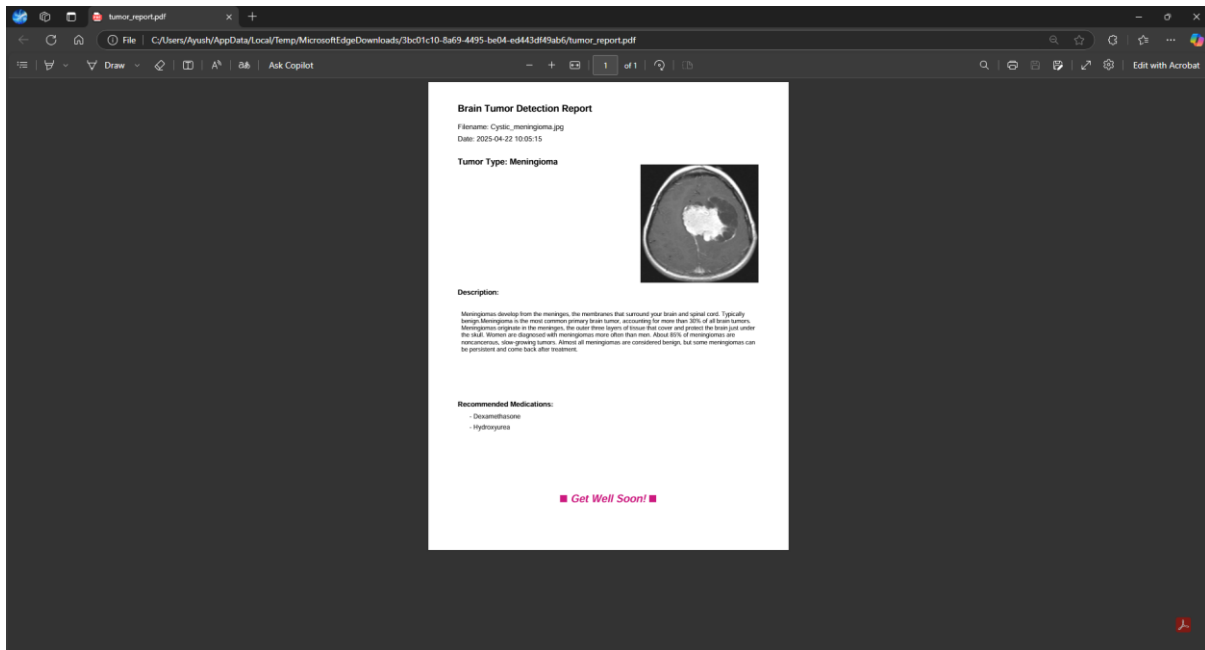 tumor_report.pdf
File
C:/Users/Ayush/AppData/Local/Temp/MicrosoftEdgeDownloads/3bc01c10-8a69-4495-be04-ed443df49ab6/tumor_report.pdf
Draw
Ask Copilot
1 of 1
Edit with Acrobat
Brain Tumor Detection Report
Filename: Cystic_meningioma.jpg
Date: 2025-04-22 10:05:15
Tumor Type: Meningioma
Description:
Meningiomas develop from the meninges, the membranes that surround your brain and spinal cord. Typically
benign.Meningioma is the most common primary brain tumor, accounting for more than 30% of all brain tumors.
Meningiomas originate in the meninges, the outer three layers of tissue that cover and protect the brain just under
the skull. Women are diagnosed with meningiomas more often than men. About 85% of meningiomas are
noncancerous, slow-growing tumors. Almost all meningiomas are considered benign, but some meningiomas can
be persistent and come back after treatment.
Recommended Medications:
- Dexamethasone
- Hydroxyurea
Get Well Soon!